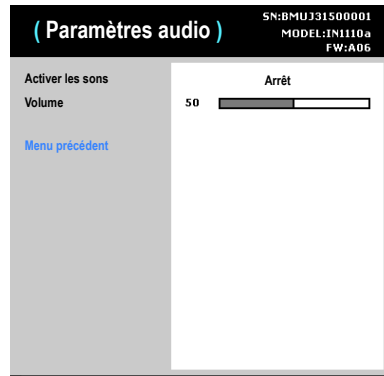 ( Paramètres audio )
SN:BMUJ31500001
MODEL:IN1110a
FW:A06
Activer les sons Arrêt
Volume 50
Menu précédent